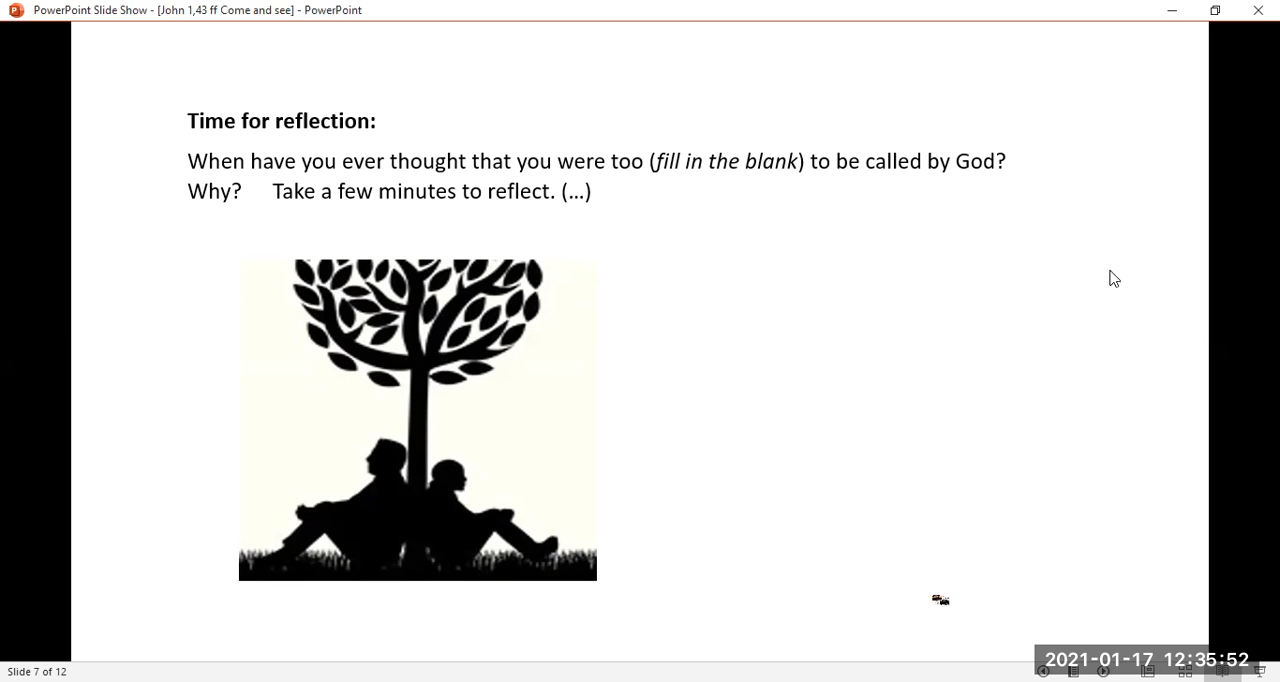 PowerPoint Slide Show - [John 1,43 ff Come and see] - PowerPoint
Time for reflection:
When have you ever thought that you were too (fill in the blank) to be called by God?
Why? Take a few minutes to reflect. (...)
Slide 7 of 12
2021-01-17 12:35:52